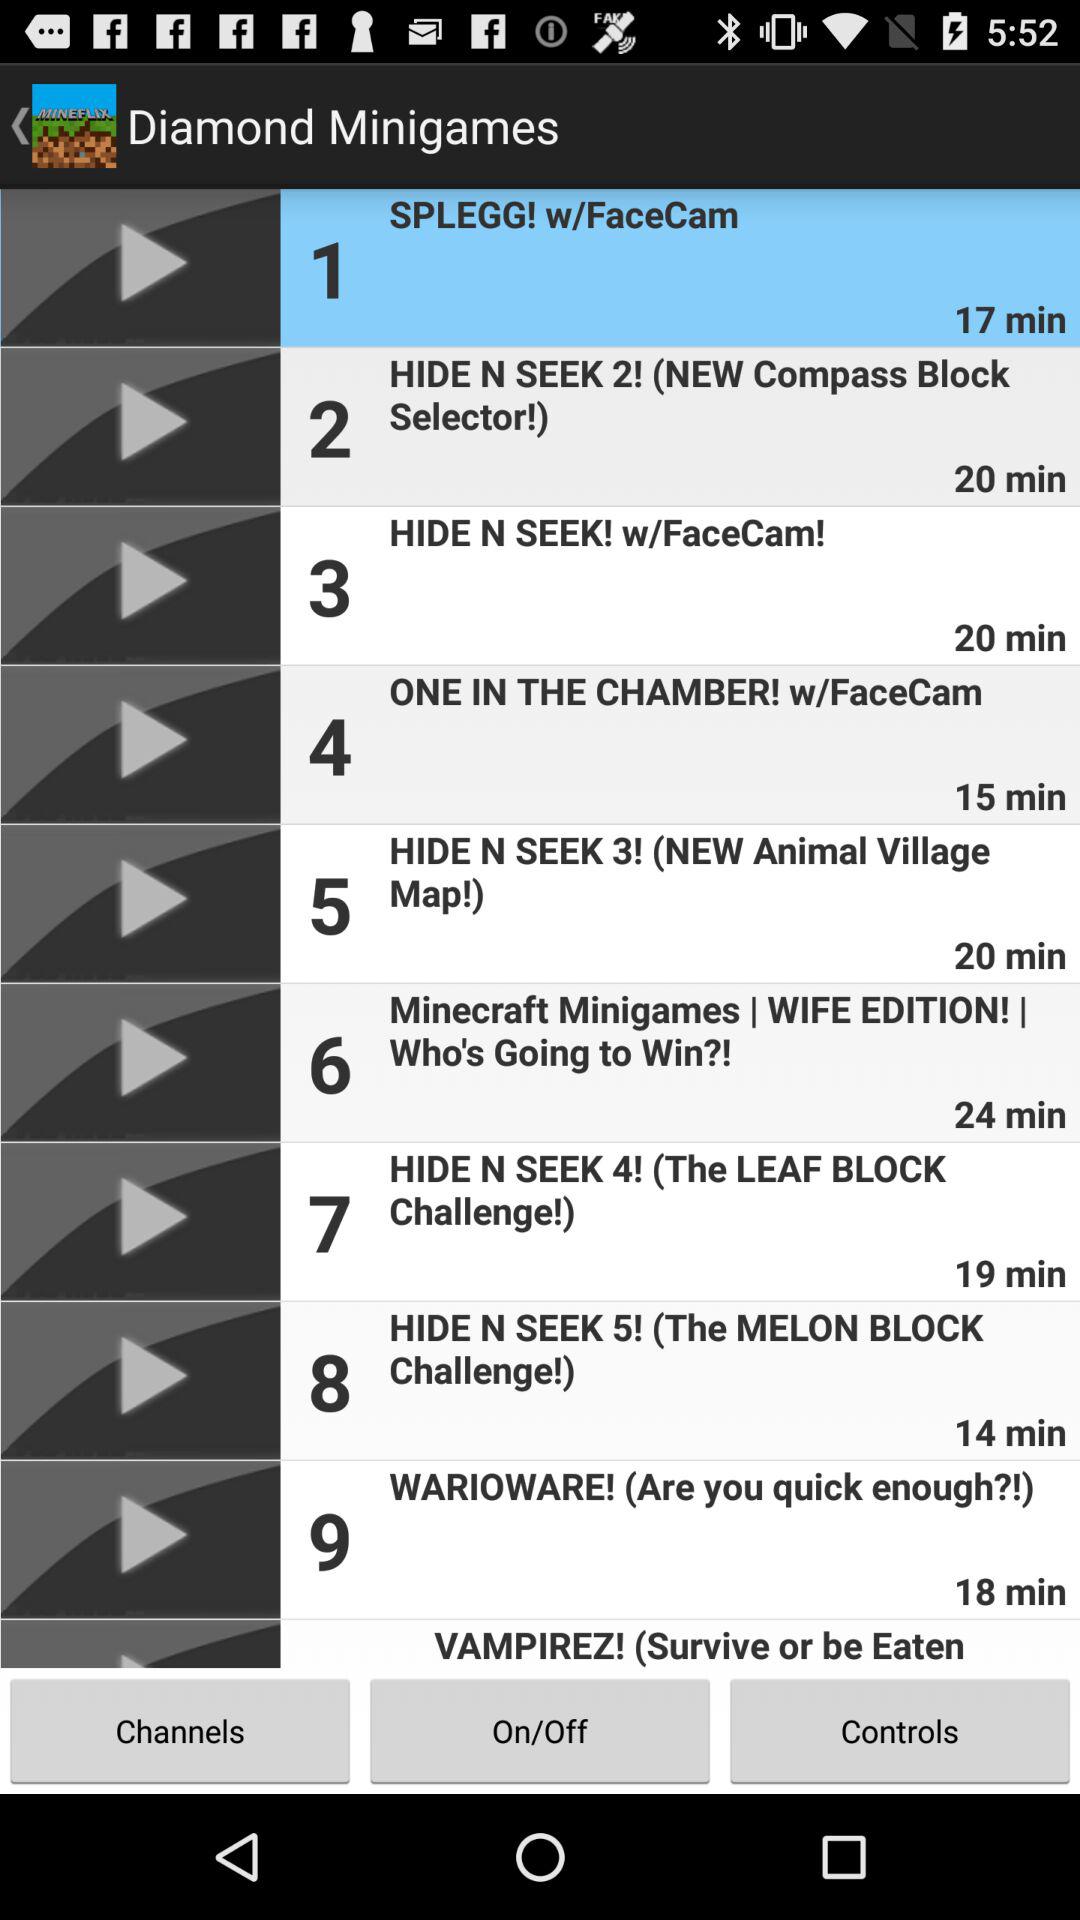 FAKE
5:52
MINEFLIX
Diamond Minigames
SPLEGG! w/FaceCam
1
17 min
HIDE N SEEK 2! (NEW Compass Block
Selector!)
2
20 min
HIDE N SEEK! w/FaceCam!
3
20 min
ONE IN THE CHAMBER! w/FaceCam
4
15 min
HIDE N SEEK 3! (NEW Animal Village
Map!)
5
20 min
Minecraft Minigames | WIFE EDITION! |
Who's Going to Win?!
6
24 min
HIDE N SEEK 4! (The LEAF BLOCK
Challenge!)
7
19 min
HIDE N SEEK 5! (The MELON BLOCK
Challenge!)
8
14 min
WARIOWARE! (Are you quick enough?!)
9
18 min
VAMPIREZ! (Survive or be Eaten
Channels
On/Off
Controls